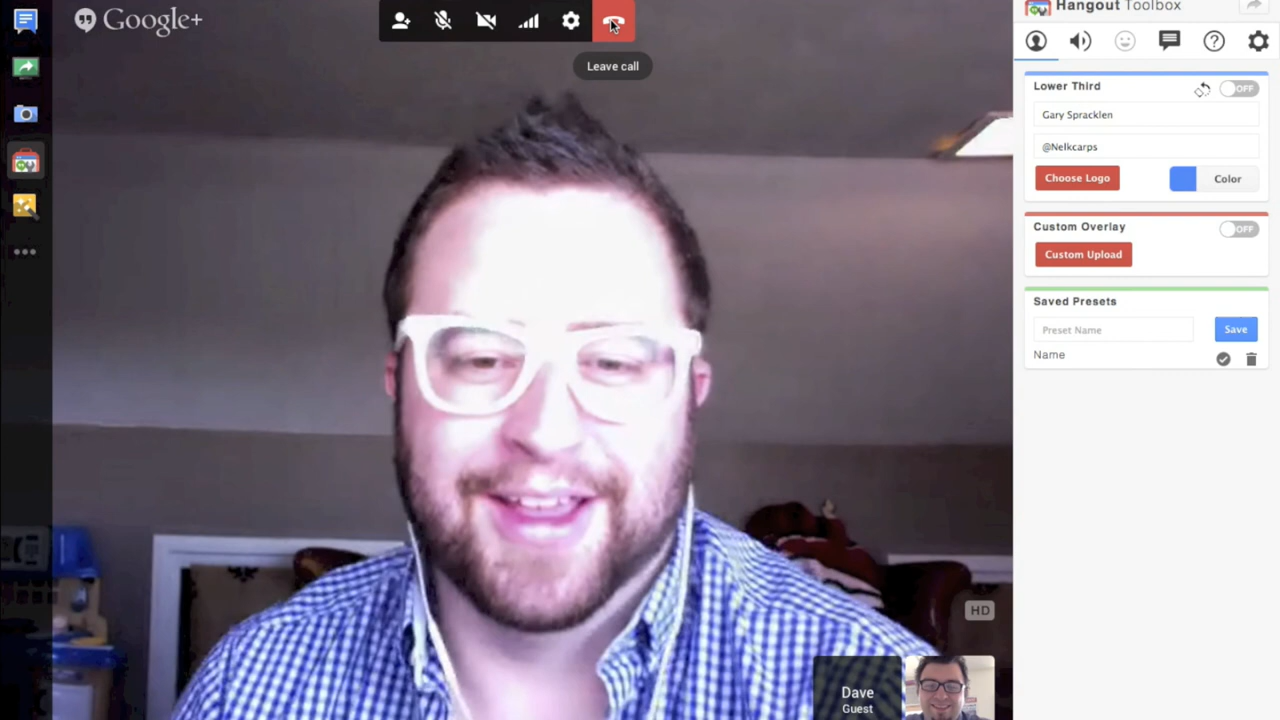 Google+
Leave call
HD
Dave
Guest
Hangout Toolbox
Lower Third
OFF
Gary Spracklen
@Nelkcarps
Choose Logo
Color
Custom Overlay
OFF
Custom Upload
Saved Presets
Preset Name
Save
Name